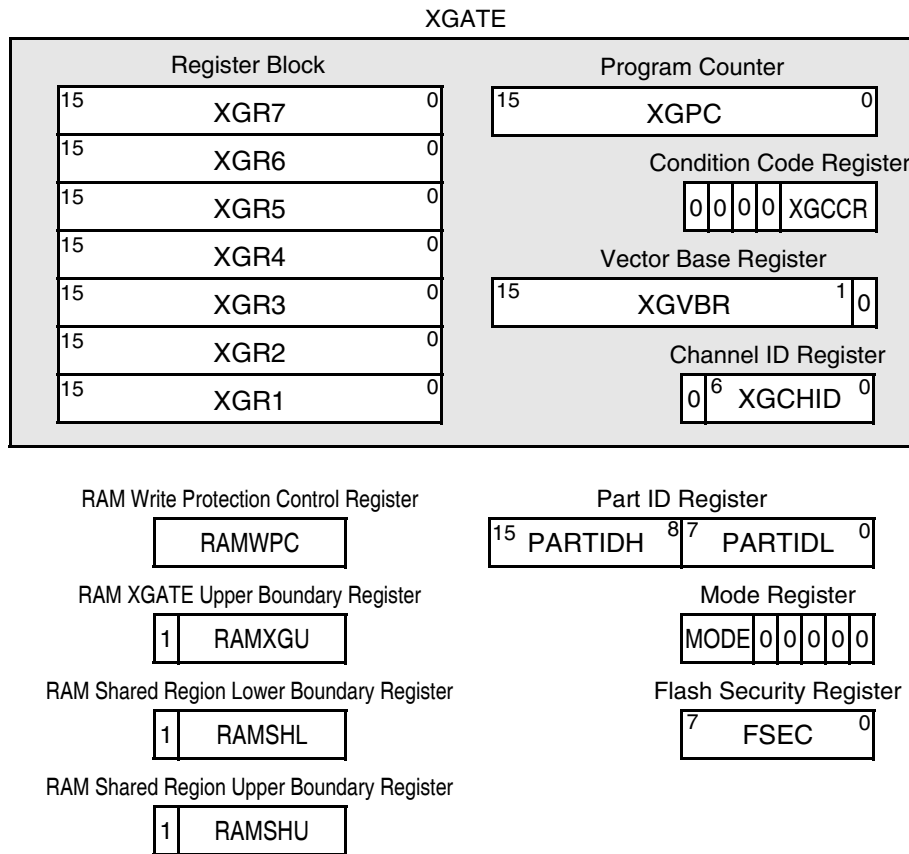 XGATE
Register Block
15 XGR7 0
15 XGR6 0
15 XGR5 0
15 XGR4 0
15 XGR3 0
15 XGR2 0
15 XGR1 0
Program Counter
15 XGPC 0
Condition Code Register
0 0 0 0 XGCCR
Vector Base Register
15 XGVBR 1 0
Channel ID Register
0 6 XGCHID 0
RAM Write Protection Control Register
RAMWPC
RAM XGATE Upper Boundary Register
1 RAMXGU
RAM Shared Region Lower Boundary Register
1 RAMSHL
RAM Shared Region Upper Boundary Register
1 RAMSHU
Part ID Register
15 PARTIDH 8 7 PARTIDL 0
Mode Register
MODE 0 0 0 0 0
Flash Security Register
7 FSEC 0